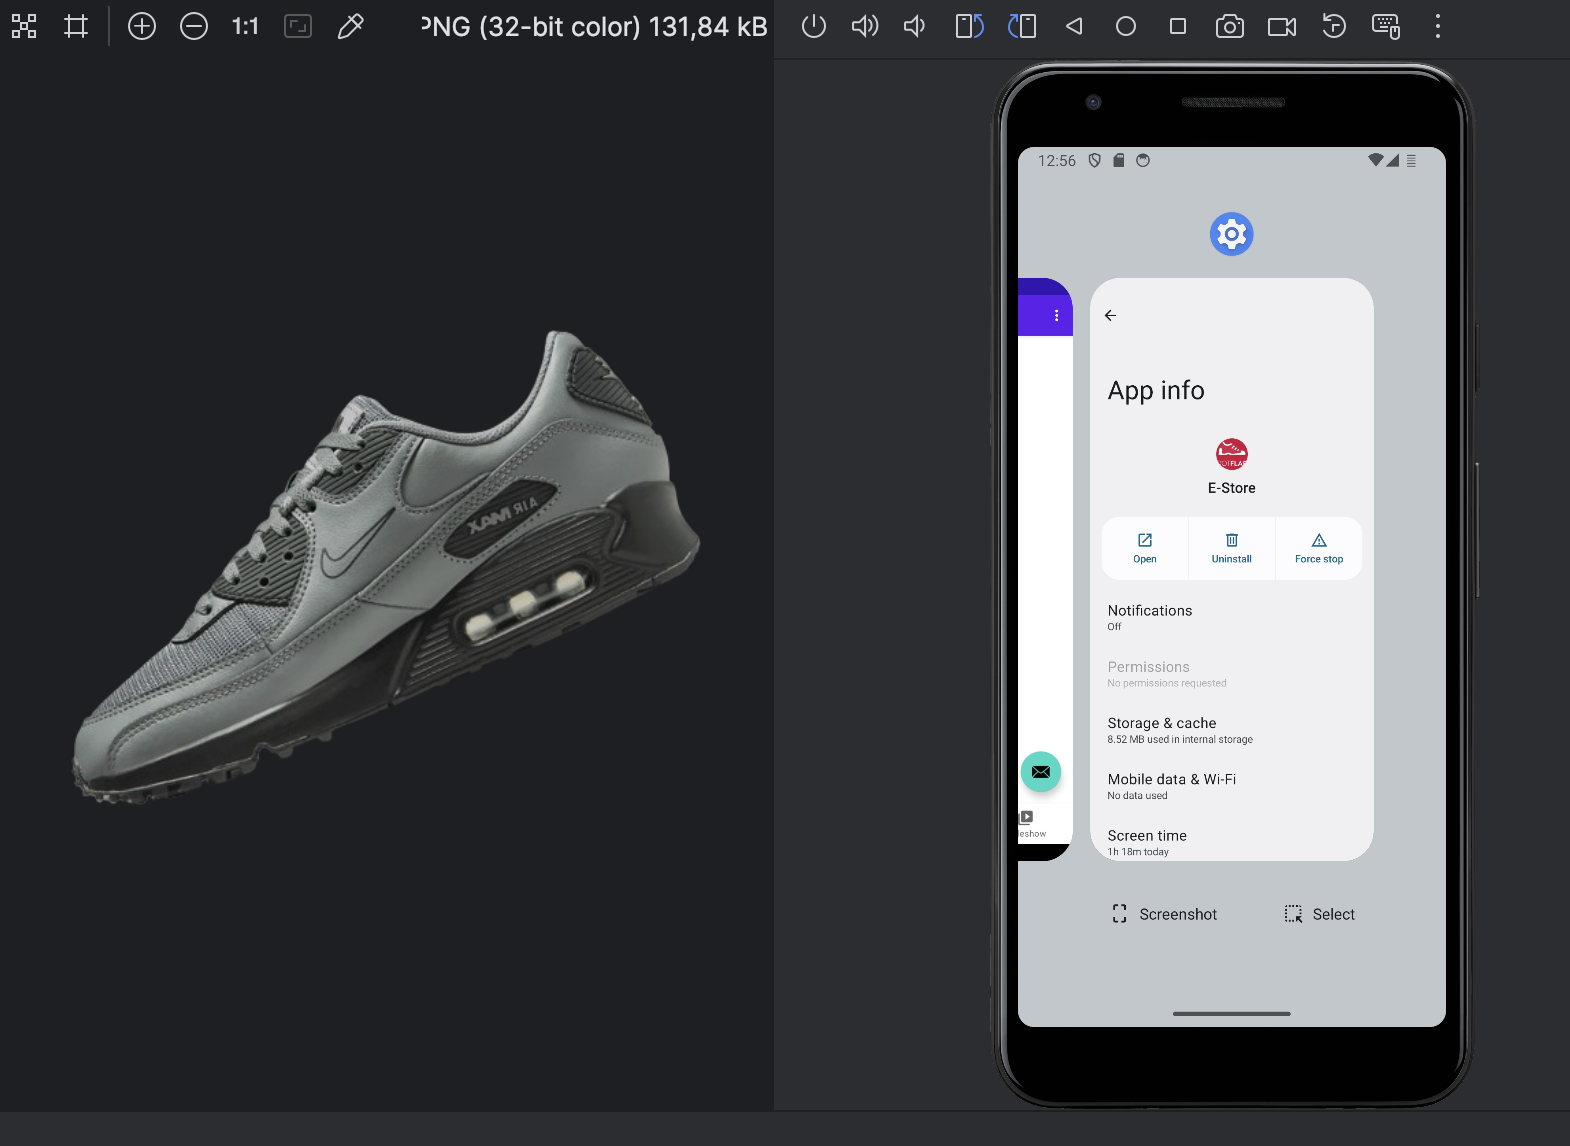 1:1
PNG (32-bit color) 131,84 kB
AIR MAX
12:56
App info
E-Store
Open
Uninstall
Force stop
Notifications
Off
Permissions
No permissions requested
Storage & cache
8.52 MB used in internal storage
Mobile data & Wi-Fi
No data used
Screen time
1h 18m today
eshow
Screenshot
Select